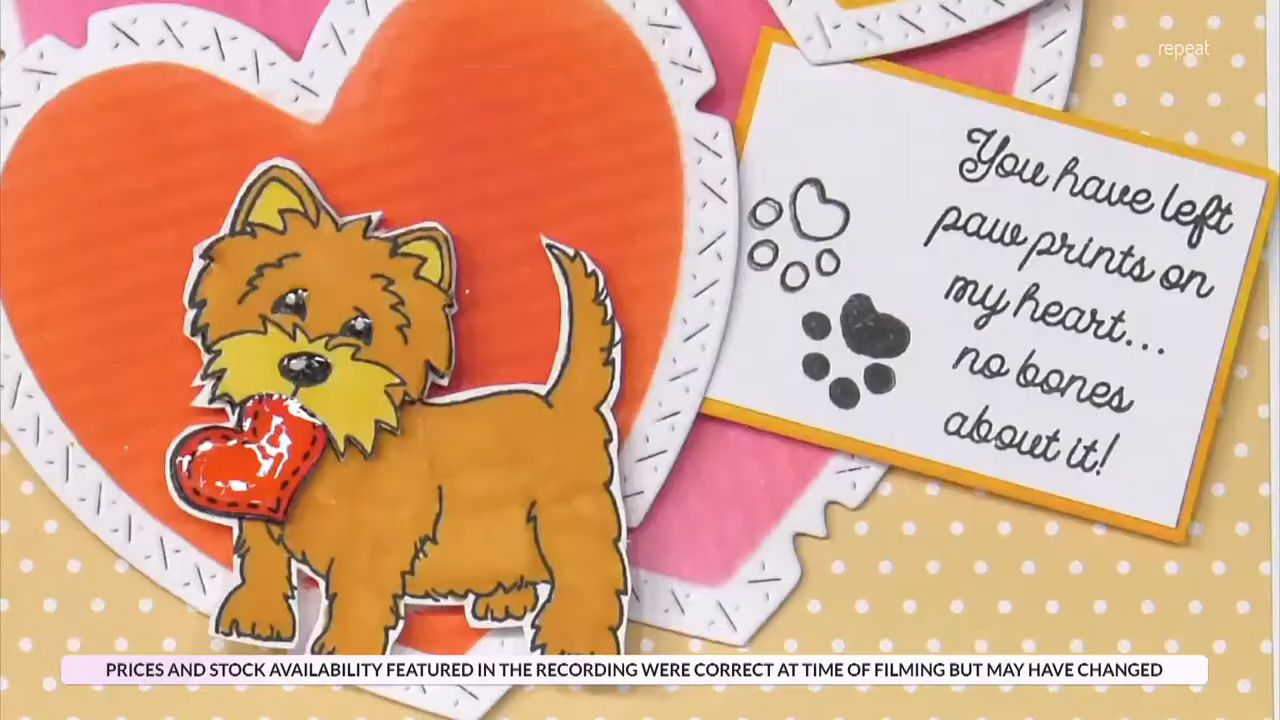 repeat
You have left
paw prints on
my heart...
no bones
about it!
PRICES AND STOCK AVAILABILITY FEATURED IN THE RECORDING WERE CORRECT AT TIME OF FILMING BUT MAY HAVE CHANGED